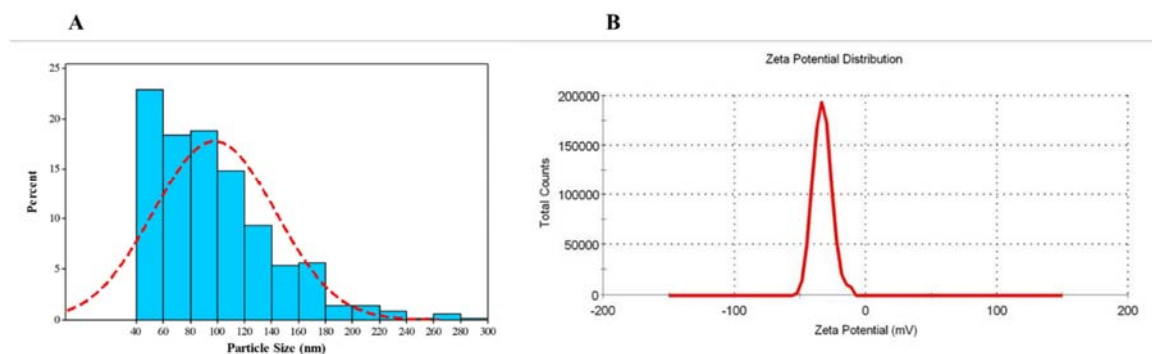 A
B
25
20
15
10
5
0
Percent
40 60 80 100 120 140 160 180 200 220 240 260 280 300
Particle Size (nm)
Zeta Potential Distribution
200000
150000
100000
50000
0
Total Counts
-200 -100 0 100 200
Zeta Potential (mV)